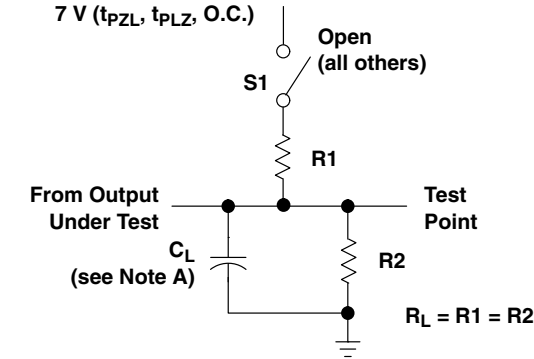 7 V (tPZL, tPLZ, O.C.)
Open
(all others)
S1
R1
From Output
Under Test
Test
Point
CL
(see Note A)
R2
RL = R1 = R2